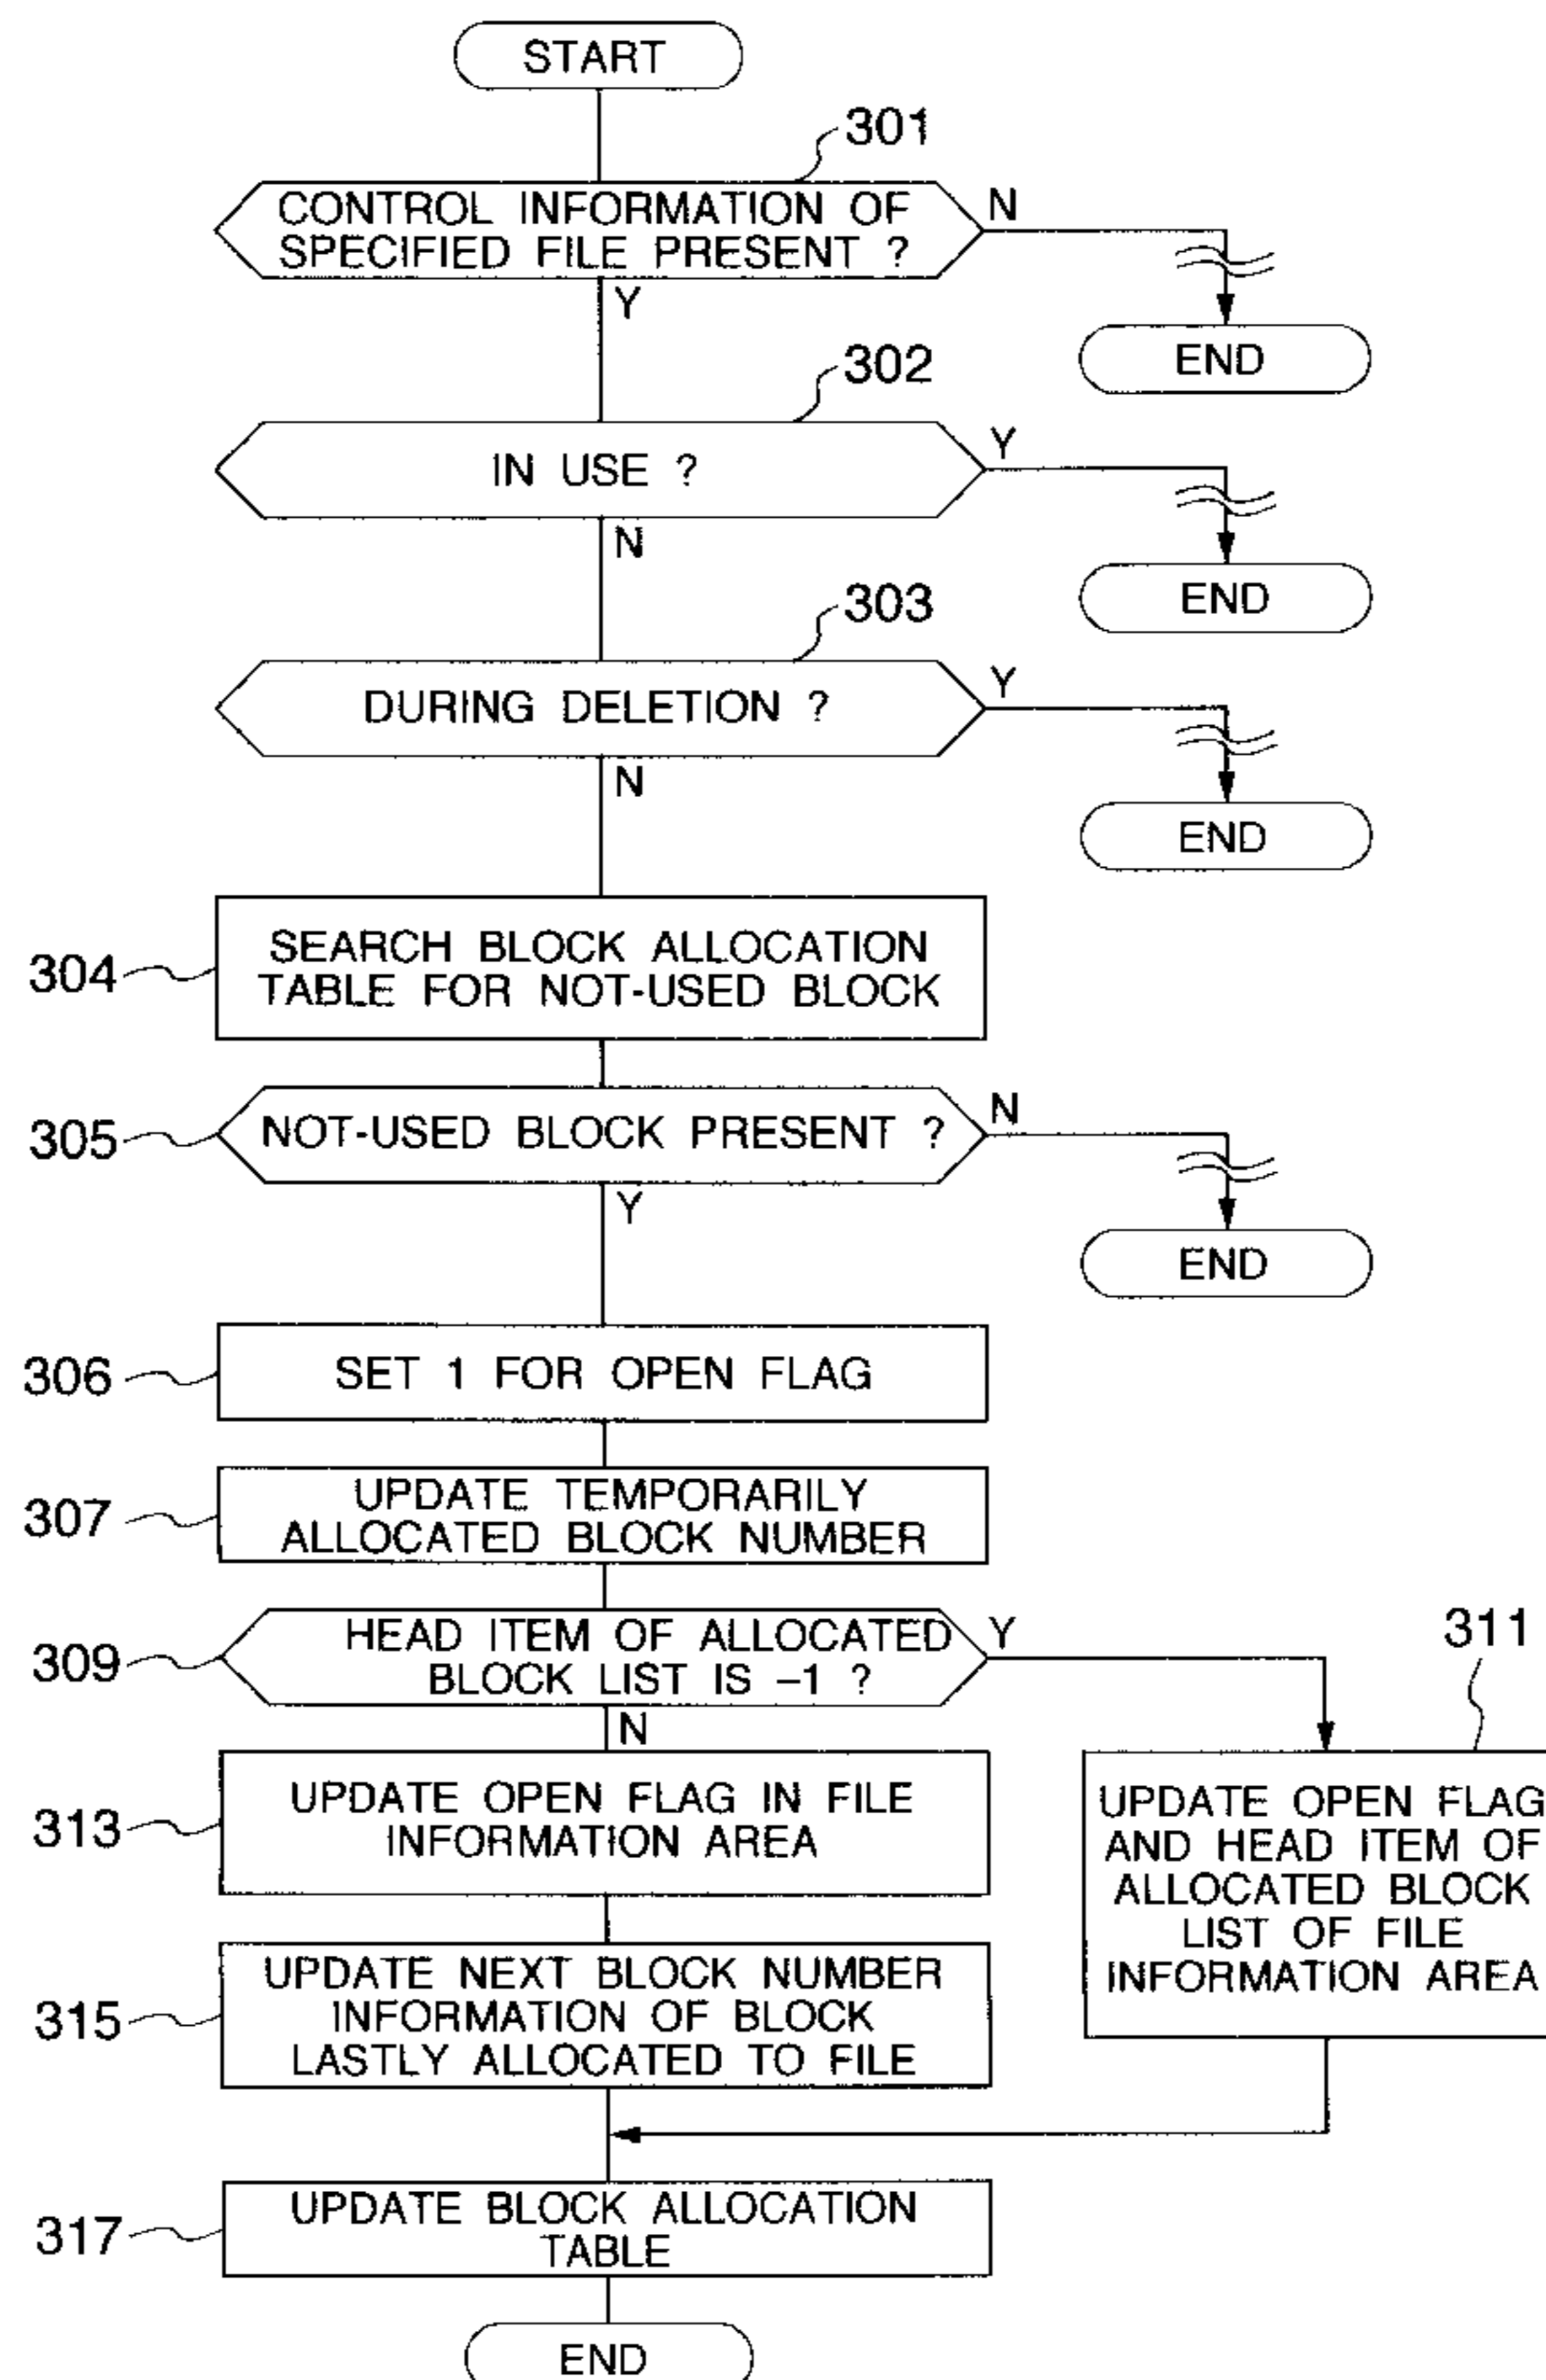 START
301
CONTROL INFORMATION OF
SPECIFIED FILE PRESENT ?
N
Y
END
302
IN USE ?
Y
N
END
303
DURING DELETION ?
Y
N
END
304
SEARCH BLOCK ALLOCATION
TABLE FOR NOT-USED BLOCK
305
NOT-USED BLOCK PRESENT ?
N
Y
END
306
SET 1 FOR OPEN FLAG
307
UPDATE TEMPORARILY
ALLOCATED BLOCK NUMBER
309
HEAD ITEM OF ALLOCATED
BLOCK LIST IS –1 ?
Y
N
311
UPDATE OPEN FLAG
AND HEAD ITEM OF
ALLOCATED BLOCK
LIST OF FILE
INFORMATION AREA
313
UPDATE OPEN FLAG IN FILE
INFORMATION AREA
315
UPDATE NEXT BLOCK NUMBER
INFORMATION OF BLOCK
LASTLY ALLOCATED TO FILE
317
UPDATE BLOCK ALLOCATION
TABLE
END